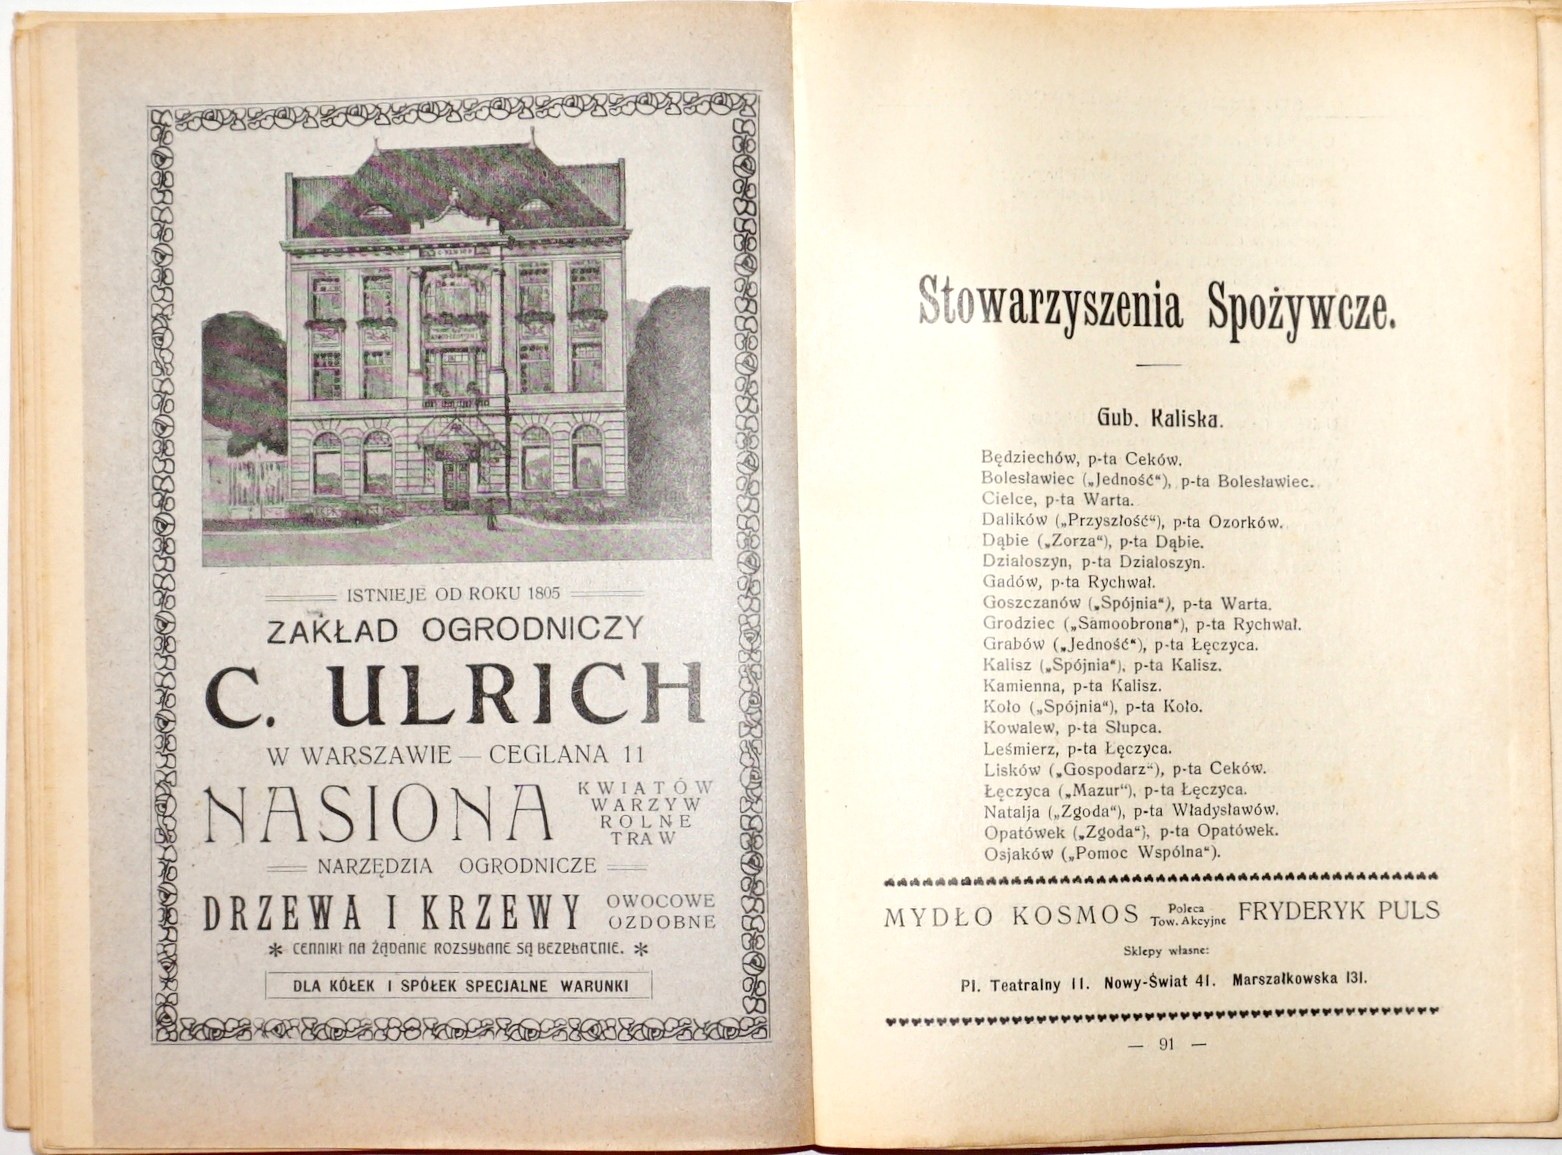 ISTNIEJE OD ROKU 1805
ZAKŁAD OGRODNICZY
C. ULRICH
W WARSZAWIE — CEGLANA 11
NASIONA
KWIATÓW
WARZYW
ROLNE
TRAW
NARZĘDZIA OGRODNICZE
DRZEWA I KRZEWY
OWOCOWE
OZDOBNE
* CENNIKI NA ŻĄDANIE ROZSYŁANE SĄ BEZPŁATNIE. *
DLA KÓŁEK I SPÓŁEK SPECJALNE WARUNKI
Stowarzyszenia Spożywcze.
Gub. Kaliska.
Będziechów, p-ta Ceków.
Bolesławiec („Jedność“), p-ta Bolesławiec.
Cielce, p-ta Warta.
Dalików („Przyszłość“), p-ta Ozorków.
Dąbie („Zorza“), p-ta Dąbie.
Działoszyn, p-ta Działoszyn.
Gadów, p-ta Rychwał.
Goszczanów („Spójnia“), p-ta Warta.
Grodziec („Samoobrona“), p-ta Rychwał.
Grabów („Jedność“), p-ta Łęczyca.
Kalisz („Spójnia“), p-ta Kalisz.
Kamienna, p-ta Kalisz.
Koło („Spójnia“), p-ta Koło.
Kowalew, p-ta Słupca.
Leśmierz, p-ta Łęczyca.
Lisków („Gospodarz“), p-ta Ceków.
Łęczyca („Mazur“), p-ta Łęczyca.
Natalja („Zgoda“), p-ta Władysławów.
Opatówek („Zgoda“), p-ta Opatówek.
Osjaków („Pomoc Wspólna“).
MYDŁO KOSMOS Poleca Tow. Akcyjne FRYDERYK PULS
Sklepy własne:
Pl. Teatralny 11. Nowy-Świat 41. Marszałkowska 131.
— 91 —